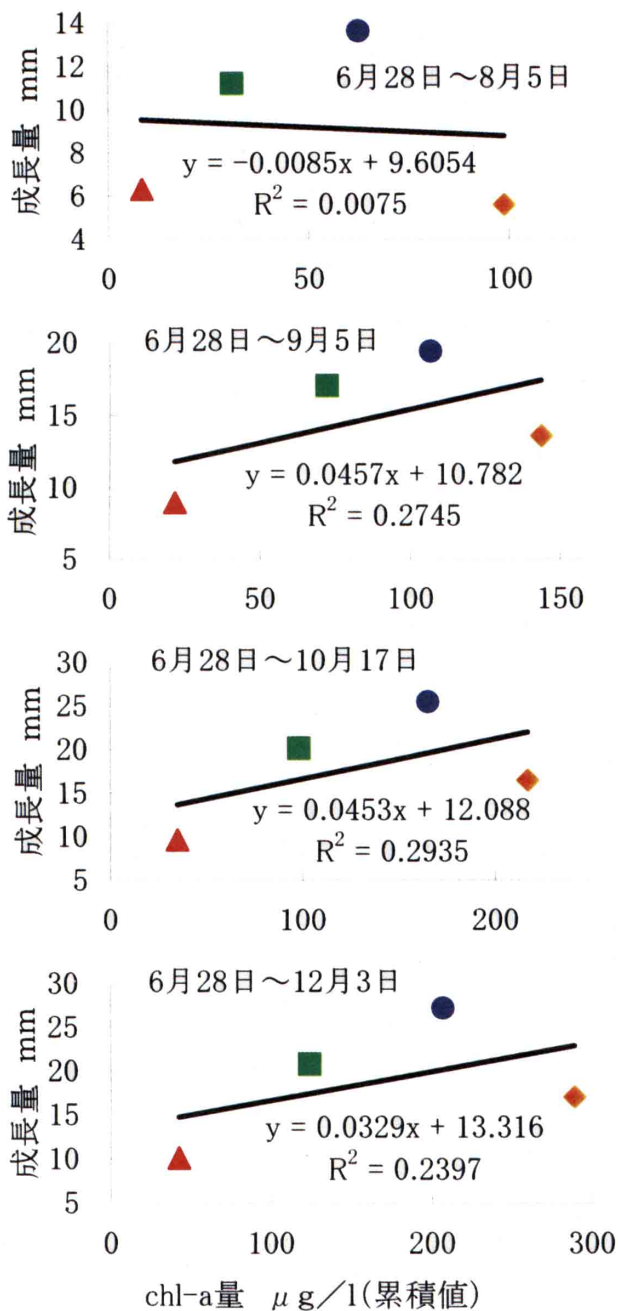 14
12
10
8
6
4
成長量 mm
6月28日～8月5日
y = -0.0085x + 9.6054
R² = 0.0075
0 50 100
20
15
10
5
成長量 mm
6月28日～9月5日
y = 0.0457x + 10.782
R² = 0.2745
0 50 100 150
30
25
20
15
10
5
成長量 mm
6月28日～10月17日
y = 0.0453x + 12.088
R² = 0.2935
0 100 200
30
25
20
15
10
5
成長量 mm
6月28日～12月3日
y = 0.0329x + 13.316
R² = 0.2397
0 100 200 300
chl-a量 μg/l(累積値)